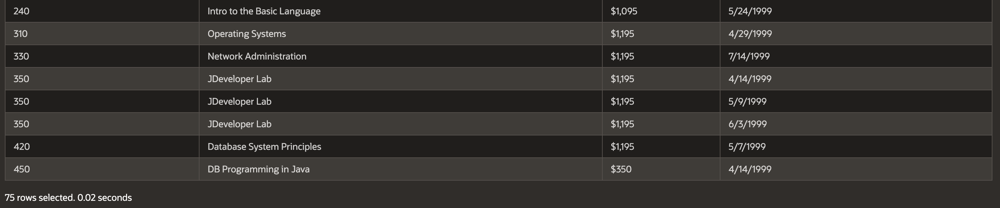 240 Intro to the Basic Language $1,095 5/24/1999
310 Operating Systems $1,195 4/29/1999
330 Network Administration $1,195 7/14/1999
350 JDeveloper Lab $1,195 4/14/1999
350 JDeveloper Lab $1,195 5/9/1999
350 JDeveloper Lab $1,195 6/3/1999
420 Database System Principles $1,195 5/7/1999
450 DB Programming in Java $350 4/14/1999
75 rows selected. 0.02 seconds